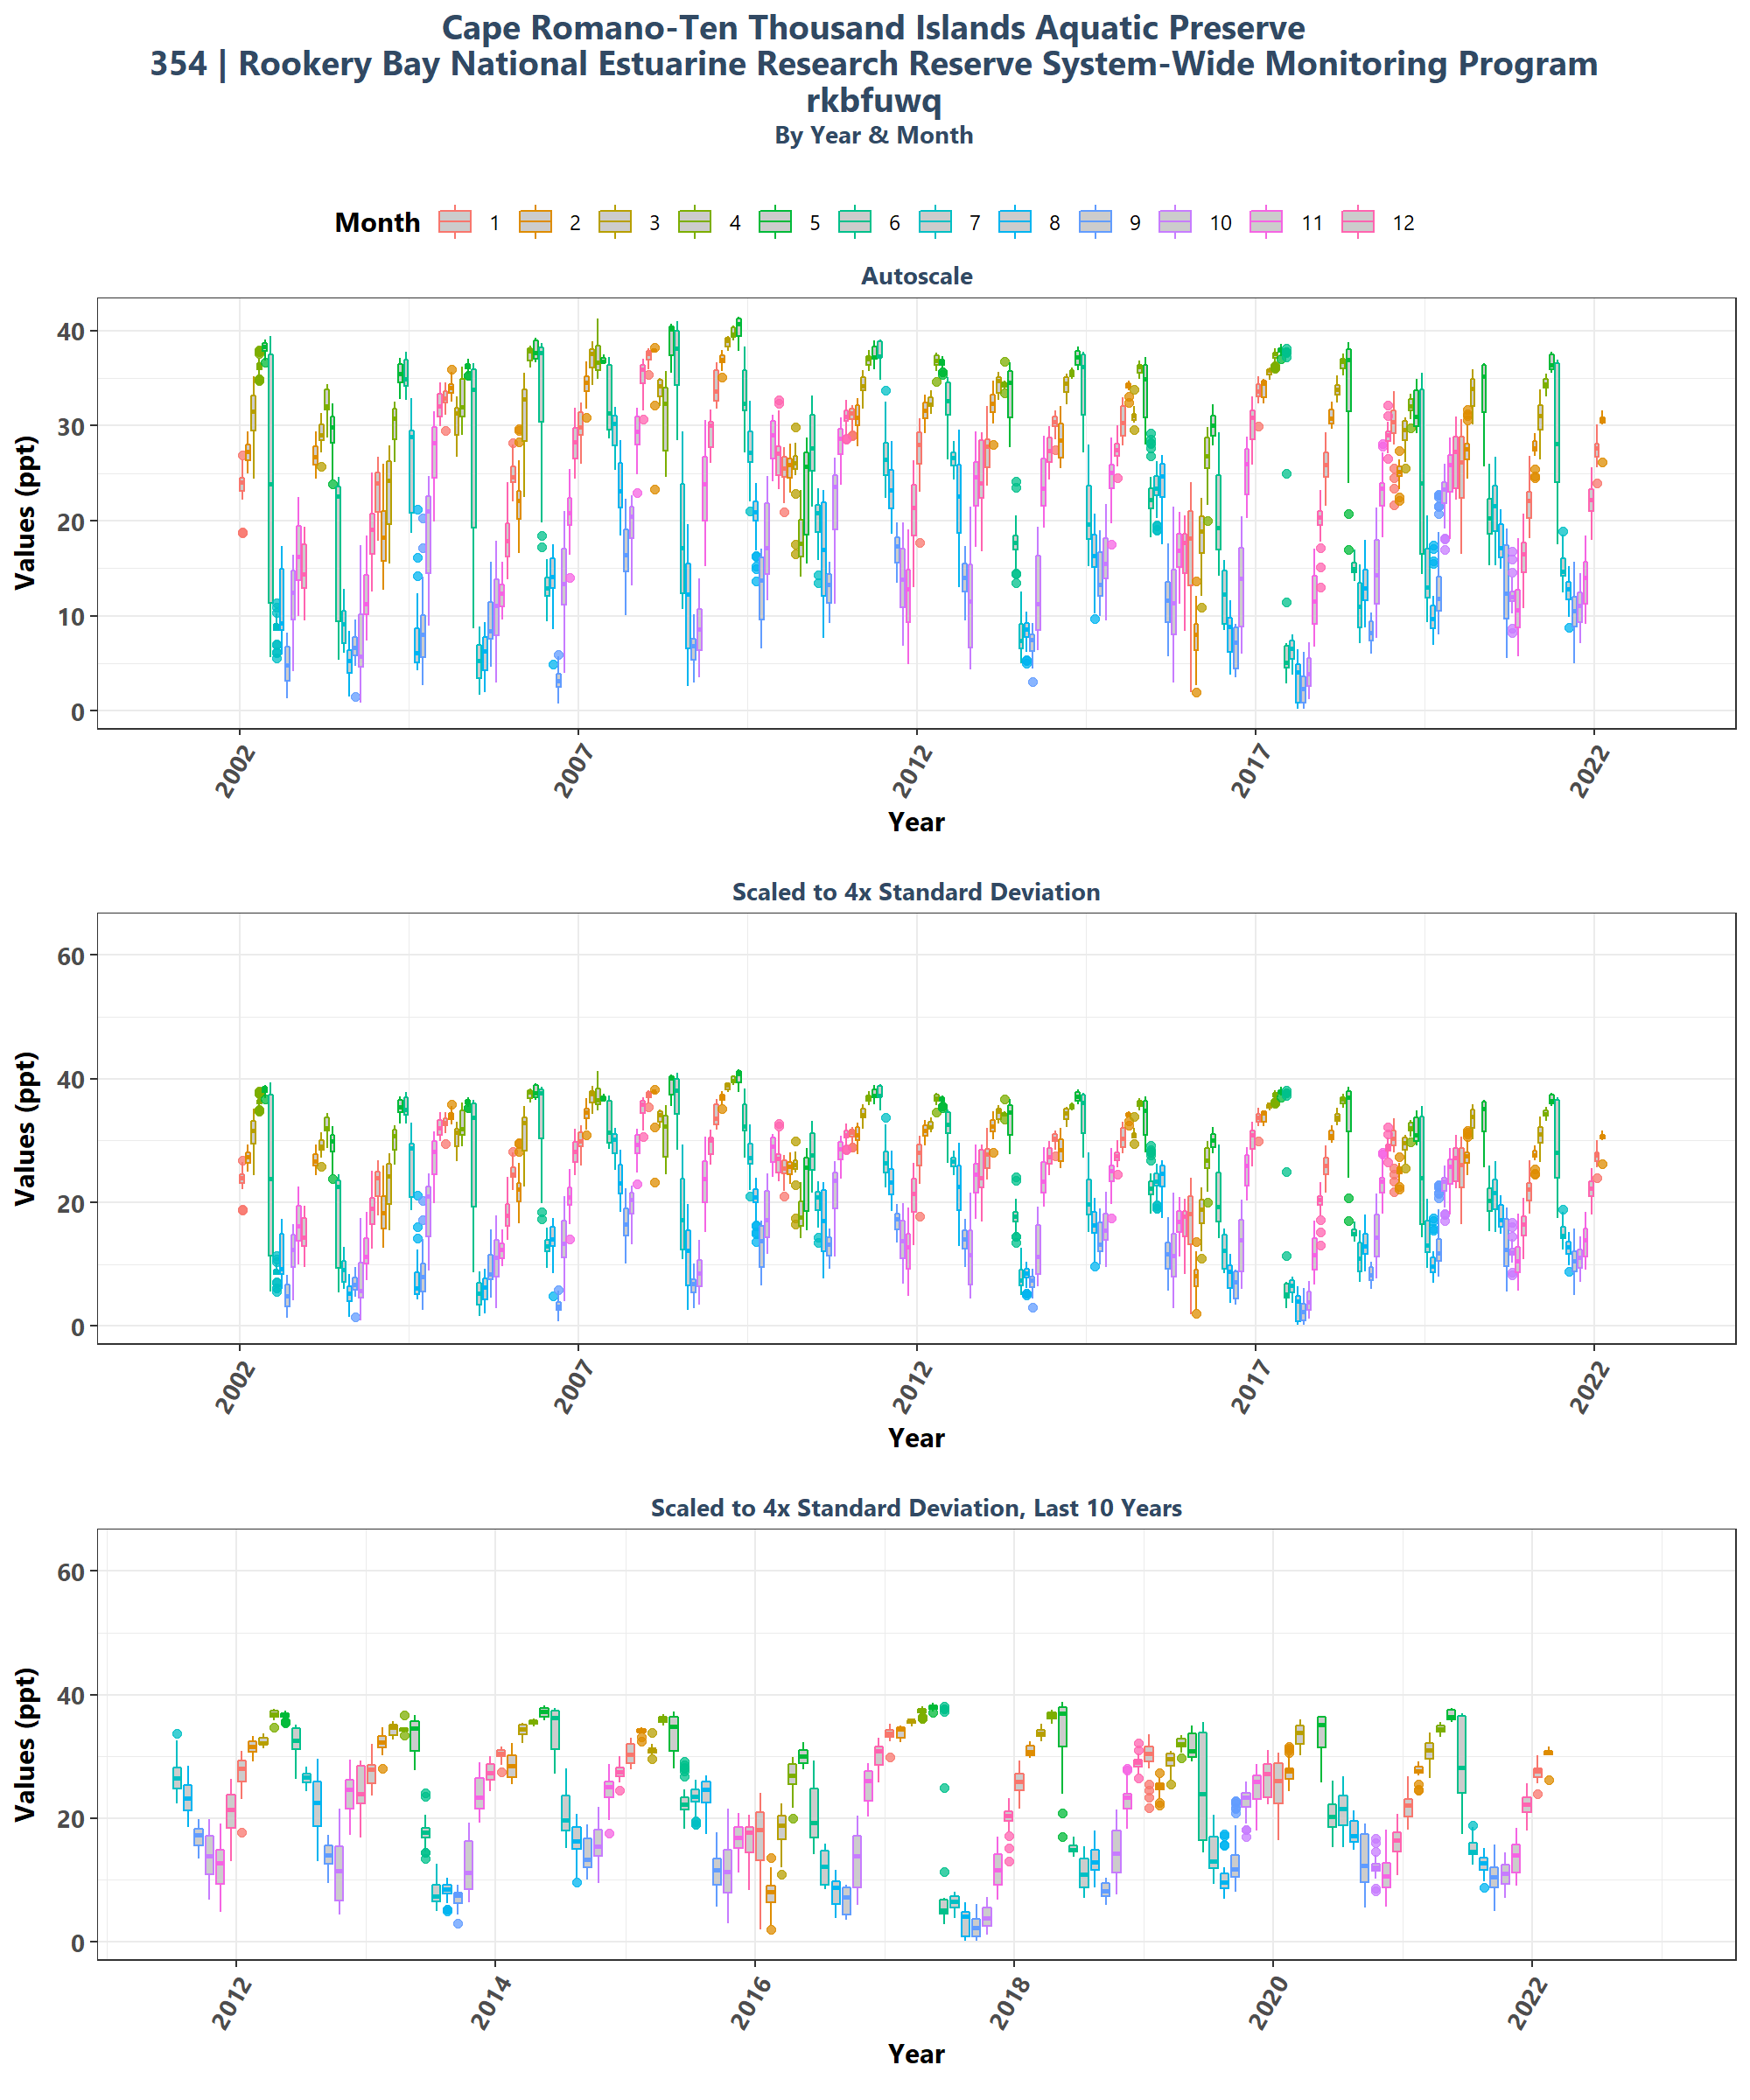 Cape Romano-Ten Thousand Islands Aquatic Preserve
354 | Rookery Bay National Estuarine Research Reserve System-Wide Monitoring Program
rkbfuwq
By Year & Month
Month 1 2 3 4 5 6 7 8 9 10 11 12
Autoscale
Values (ppt)
40
30
20
10
0
2002 2007 2012 2017 2022
Year
Scaled to 4x Standard Deviation
Values (ppt)
60
40
20
0
2002 2007 2012 2017 2022
Year
Scaled to 4x Standard Deviation, Last 10 Years
Values (ppt)
60
40
20
0
2012 2014 2016 2018 2020 2022
Year